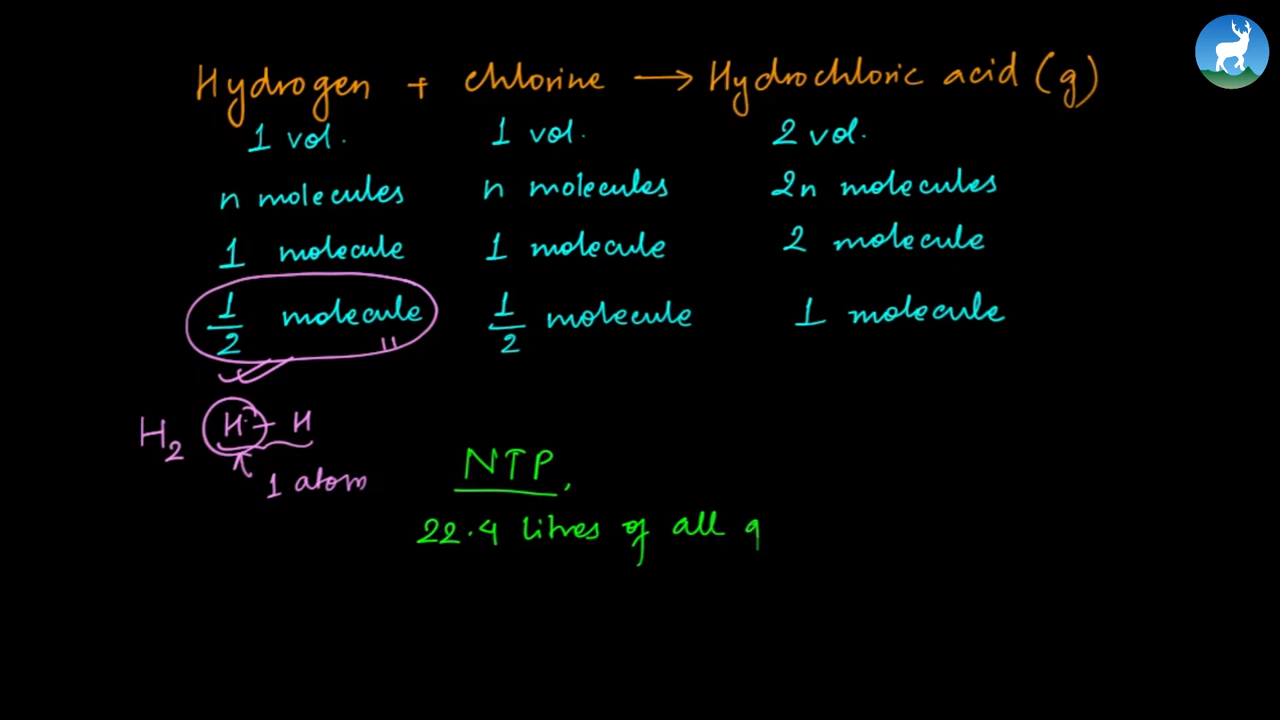 Hydrogen + chlorine → Hydrochloric acid (g)
1 vol. 1 vol. 2 vol.
n molecules n molecules 2n molecules
1 molecule 1 molecule 2 molecule
1/2 molecule 1/2 molecule 1 molecule
H2 H - H
1 atom
NTP,
22.4 litres of all g